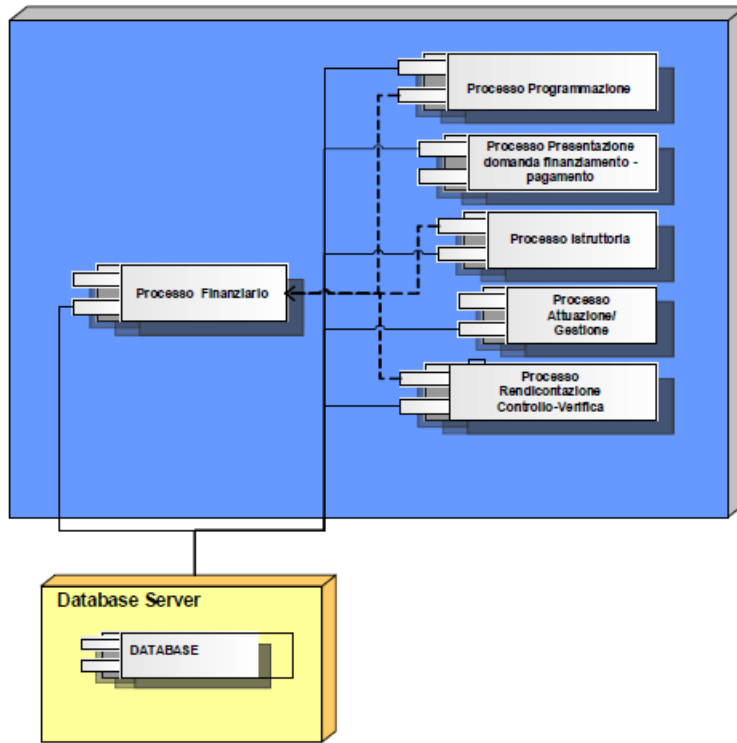 Processo Programmazione
Processo Presentazione
domanda finanziamento -
pagamento
Processo Istruttoria
Processo Finanziario
Processo
Attuazione/
Gestione
Processo
Rendicontazione
Controllo-Verifica
Database Server
DATABASE